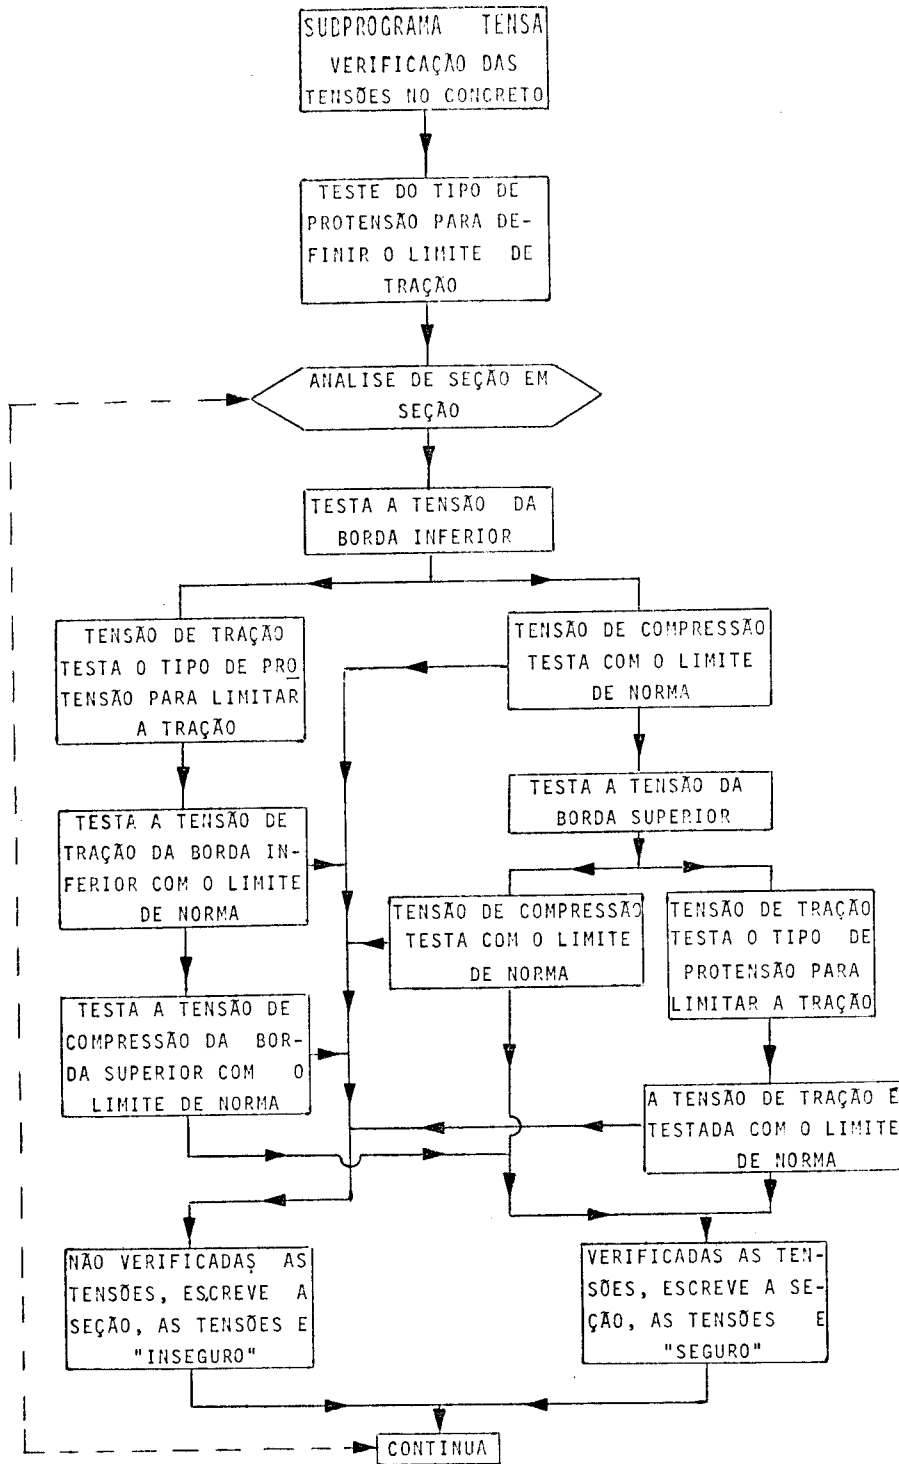 SUBPROGRAMA TENSA
VERIFICAÇÃO DAS
TENSÕES NO CONCRETO
TESTE DO TIPO DE
PROTENSÃO PARA DE-
FINIR O LIMITE DE
TRAÇÃO
ANALISE DE SEÇÃO EM
SEÇÃO
TESTA A TENSÃO DA
BORDA INFERIOR
TENSÃO DE TRAÇÃO
TESTA O TIPO DE PRO
TENSÃO PARA LIMITAR
A TRAÇÃO
TENSÃO DE COMPRESSÃO
TESTA COM O LIMITE
DE NORMA
TESTA A TENSÃO DA
BORDA SUPERIOR
TESTA A TENSÃO DE
TRAÇÃO DA BORDA IN-
FERIOR COM O LIMITE
DE NORMA
TENSÃO DE COMPRESSÃO
TESTA COM O LIMITE
DE NORMA
TENSÃO DE TRAÇÃO
TESTA O TIPO DE
PROTENSÃO PARA
LIMITAR A TRAÇÃO
TESTA A TENSÃO DE
COMPRESSÃO DA BOR-
DA SUPERIOR COM O
LIMITE DE NORMA
A TENSÃO DE TRAÇÃO É
TESTADA COM O LIMITE
DE NORMA
NÃO VERIFICADAS AS
TENSÕES, ESCREVE A
SEÇÃO, AS TENSÕES E
"INSEGURO"
VERIFICADAS AS TEN-
SÕES, ESCREVE A SE-
ÇÃO, AS TENSÕES E
"SEGURO"
CONTINUA